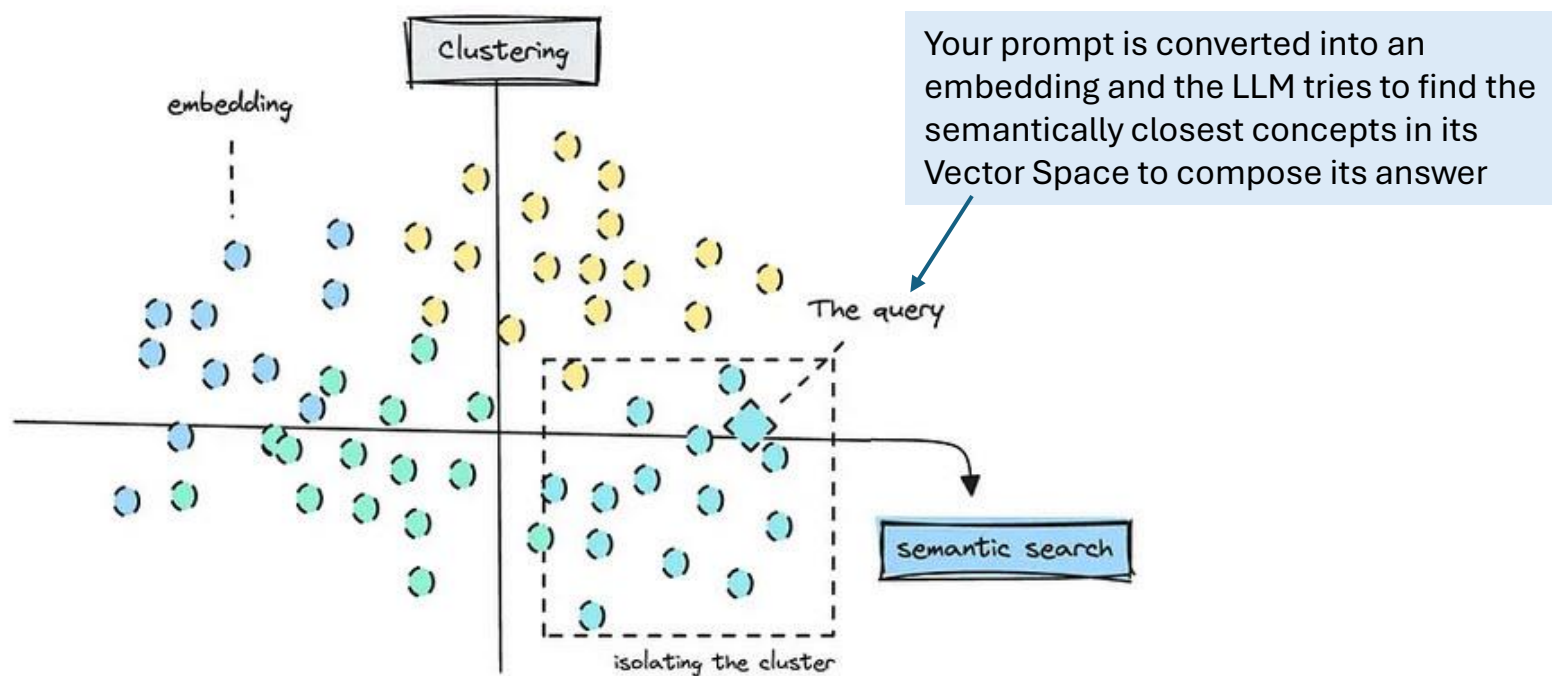 Clustering
embedding
Your prompt is converted into an
embedding and the LLM tries to find the
semantically closest concepts in its
Vector Space to compose its answer
The query
semantic search
isolating the cluster